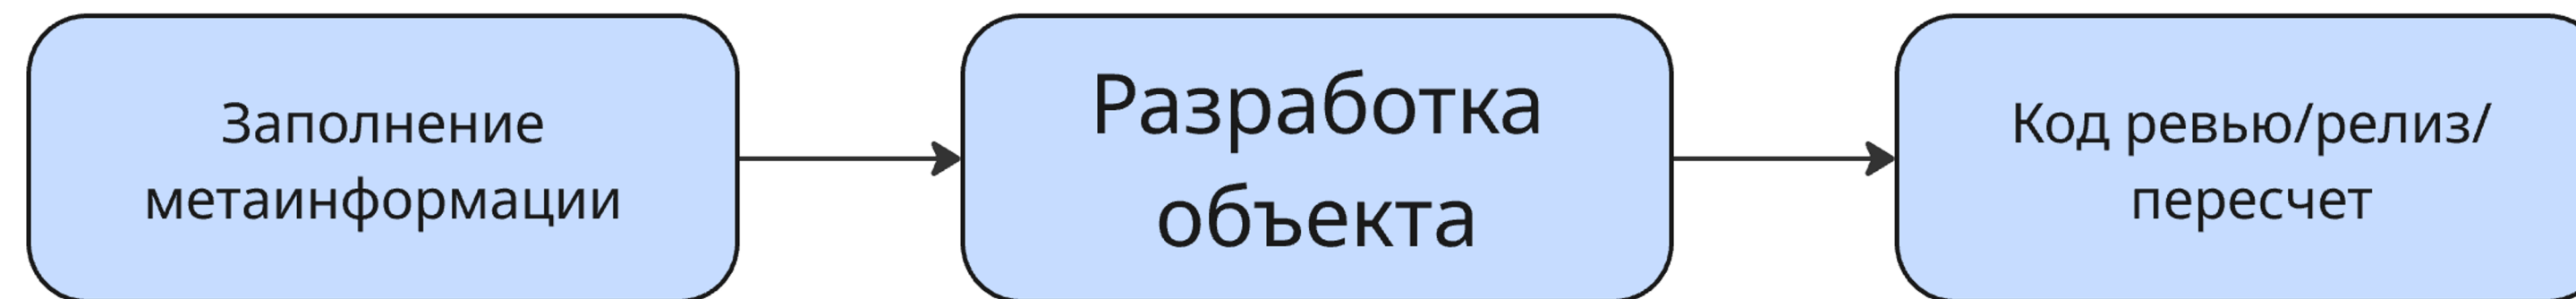 Заполнение
метаинформации
Разработка
объекта
Код ревью/релиз/
пересчет